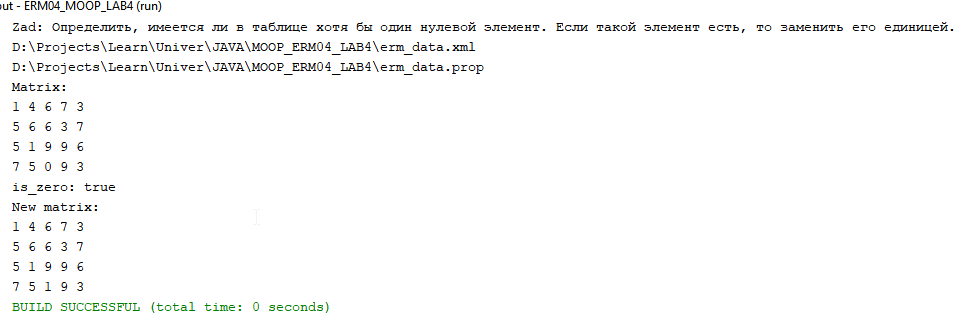 out - ERM04_MOOP_LAB4 (run)
Zad: Определить, имеется ли в таблице хотя бы один нулевой элемент. Если такой элемент есть, то заменить его единицей.
D:\Projects\Learn\Univer\JAVA\MOOP_ERM04_LAB4\erm_data.xml
D:\Projects\Learn\Univer\JAVA\MOOP_ERM04_LAB4\erm_data.prop
Matrix:
1 4 6 7 3
5 6 6 3 7
5 1 9 9 6
7 5 0 9 3
is_zero: true
New matrix:
1 4 6 7 3
5 6 6 3 7
5 1 9 9 6
7 5 1 9 3
BUILD SUCCESSFUL (total time: 0 seconds)